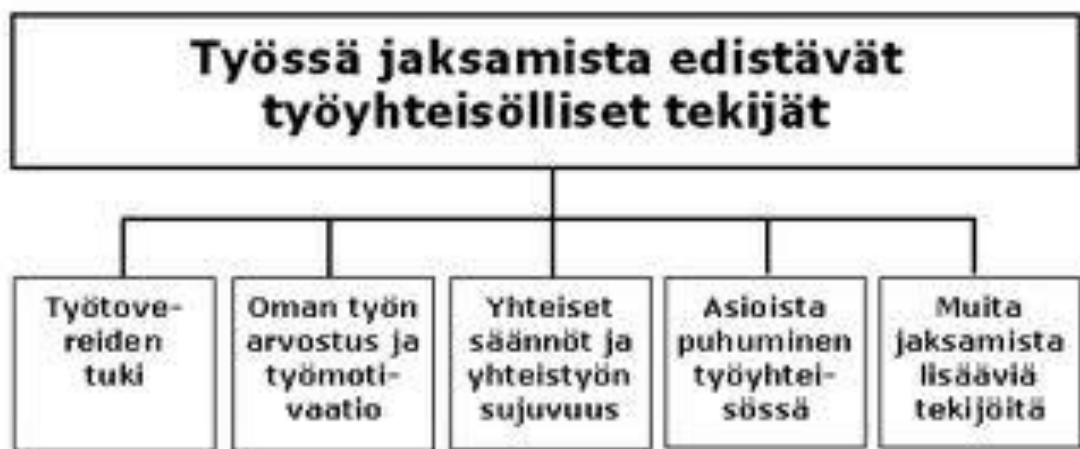 Työssä jaksamista edistävät
työyhteisölliset tekijät
Työtove-
reiden
tuki
Oman työn
arvostus ja
työmoti-
vaatio
Yhteiset
säännöt ja
yhteistyön
sujuvuus
Asioista
puhuminen
työyhtei-
sössä
Muita
jaksamista
lisääviä
tekijöitä